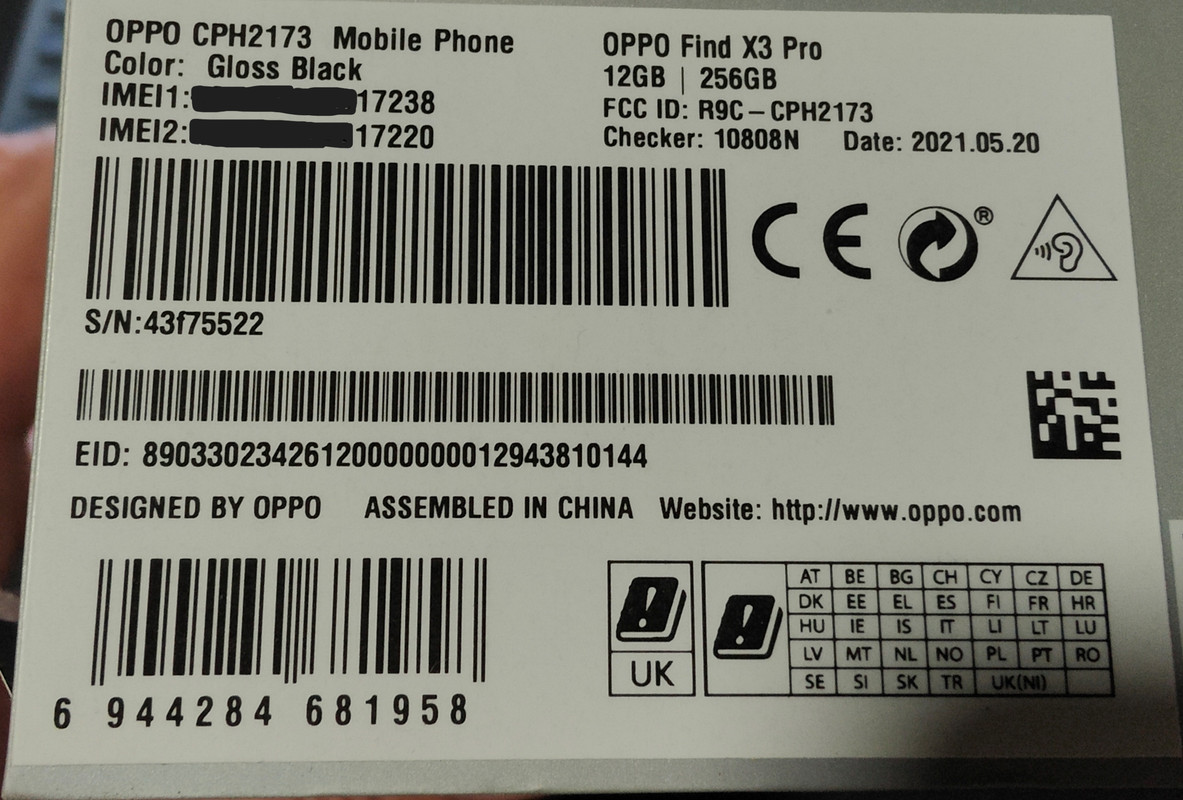 OPPO CPH2173 Mobile Phone
Color: Gloss Black
IMEI1: 17238
IMEI2: 17220
OPPO Find X3 Pro
12GB | 256GB
FCC ID: R9C-CPH2173
Checker: 10808N Date: 2021.05.20
CE
®
S/N:43f75522
EID: 89033023426120000000012943810144
DESIGNED BY OPPO ASSEMBLED IN CHINA Website: http://www.oppo.com
6 944284 681958
UK
AT BE BG CH CY CZ DE
DK EE EL ES FI FR HR
HU IE IS IT LI LT LU
LV MT NL NO PL PT RO
SE SI SK TR UK(NI)